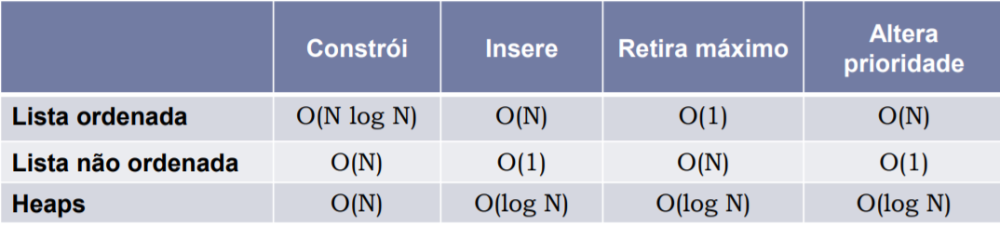 Constrói Insere Retira máximo Altera prioridade
Lista ordenada O(N log N) O(N) O(1) O(N)
Lista não ordenada O(N) O(1) O(N) O(1)
Heaps O(N) O(log N) O(log N) O(log N)